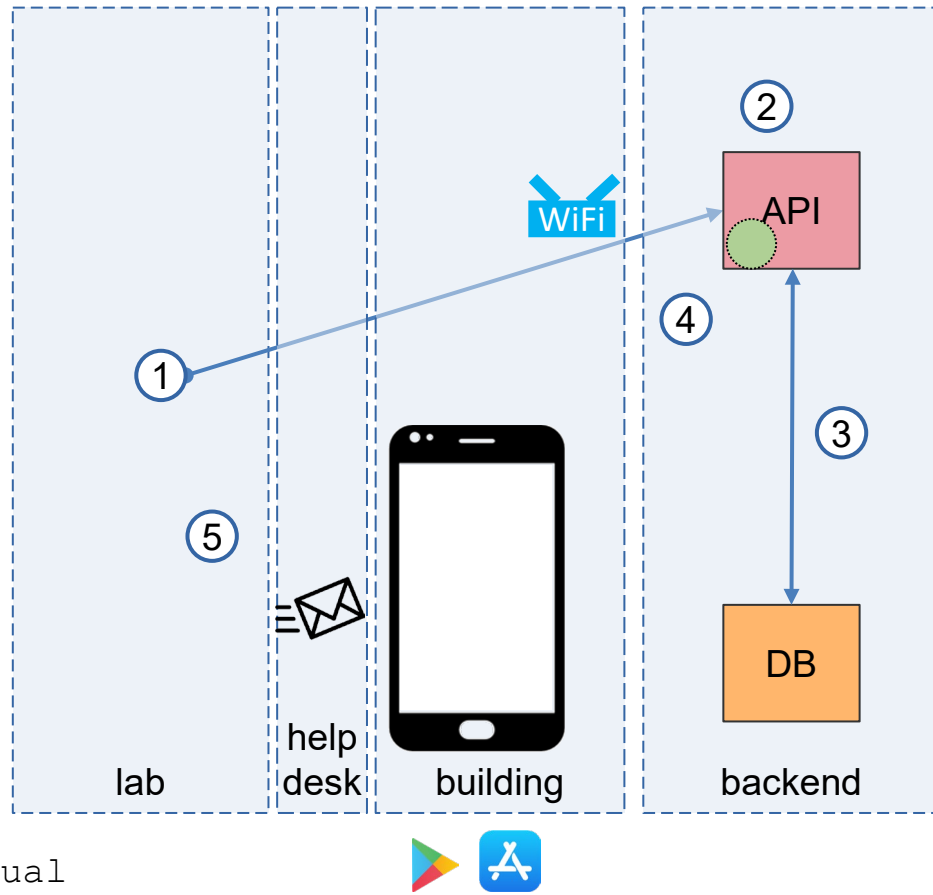 2
WiFi
API
4
1
3
5
DB
help
desk
lab
building
backend
ual